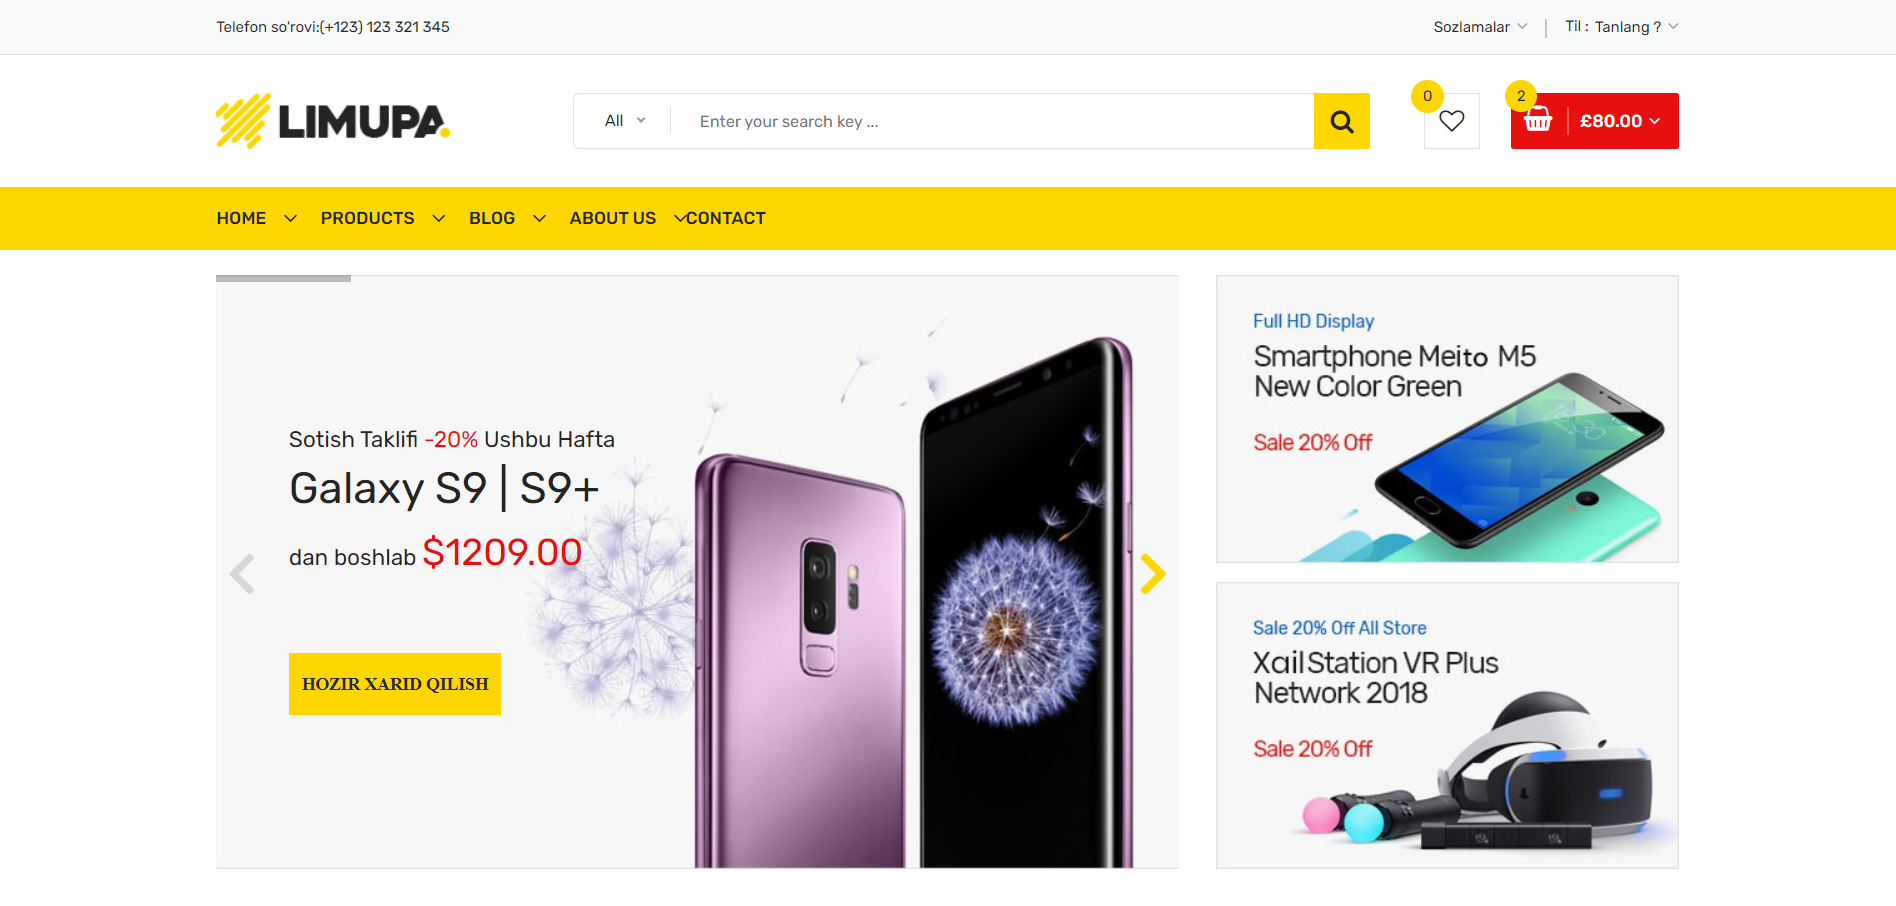 Telefon so'rovi:(+123) 123 321 345
Sozlamalar
Til : Tanlang ?
LIMUPA.
All
Enter your search key ...
0
2
£80.00
HOME
PRODUCTS
BLOG
ABOUT US
CONTACT
Sotish Taklifi -20% Ushbu Hafta
Galaxy S9 | S9+
dan boshlab $1209.00
HOZIR XARID QILISH
Full HD Display
Smartphone Meito M5
New Color Green
Sale 20% Off
Sale 20% Off All Store
Xail Station VR Plus
Network 2018
Sale 20% Off